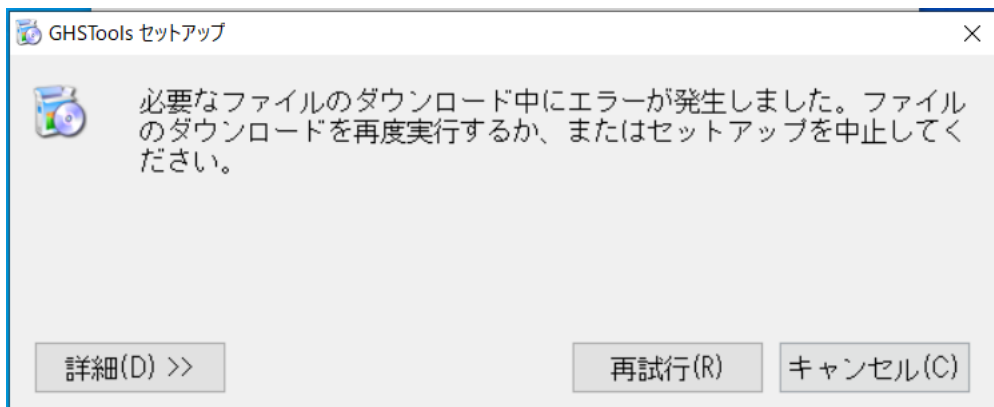 GHSTools セットアップ
必要なファイルのダウンロード中にエラーが発生しました。ファイル
のダウンロードを再度実行するか、またはセットアップを中止してく
ださい。
詳細(D) >> 再試行(R) キャンセル(C)